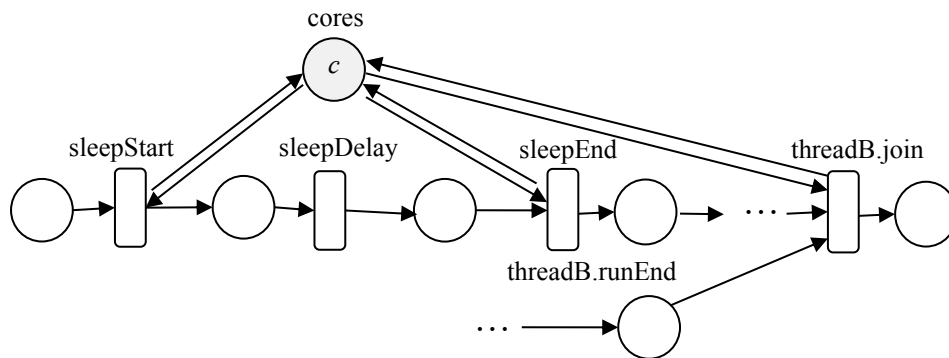 cores
c
sleepStart
sleepDelay
sleepEnd
threadB.join
...
threadB.runEnd
...